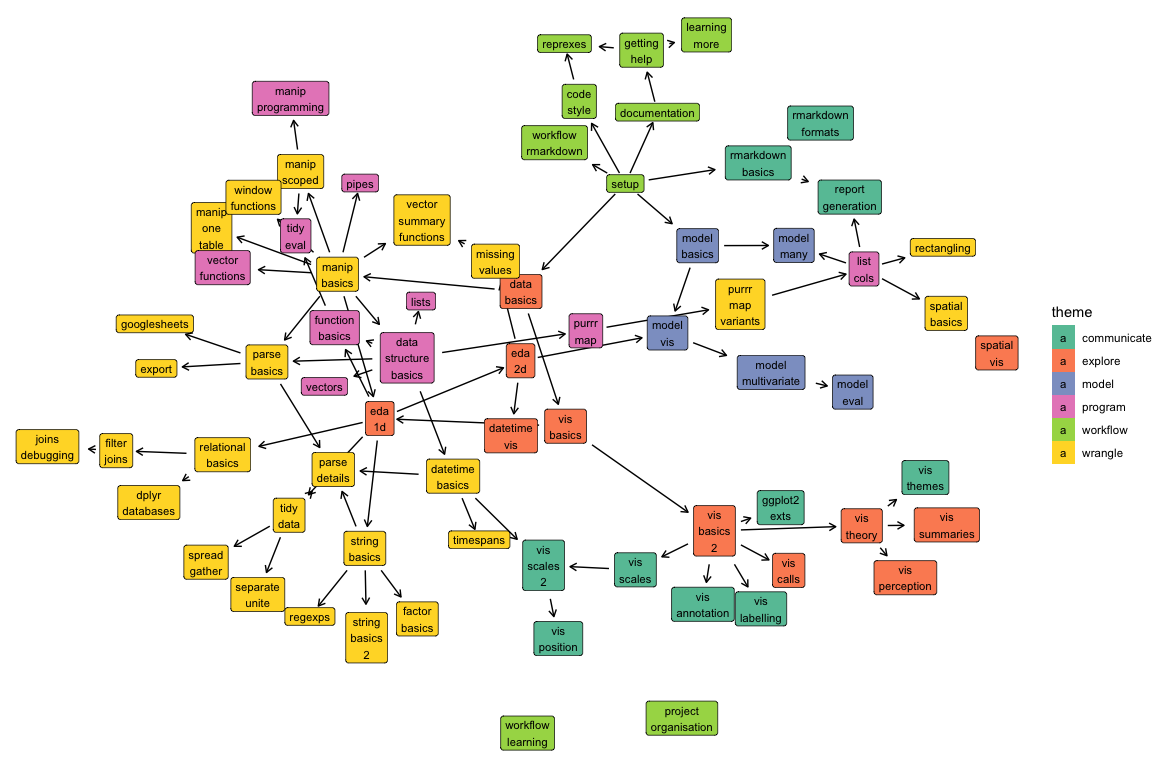 learning
more
reprexes
getting
help
manip
programming
code
style
documentation
rmarkdown
formats
workflow
rmarkdown
rmarkdown
basics
manip
scoped
pipes
setup
report
generation
window
functions
vector
summary
functions
manip
one
table
tidy
eval
model
basics
model
many
rectangling
vector
functions
manip
basics
missing
values
list
cols
data
basics
lists
purrr
map
variants
spatial
basics
googlesheets
function
basics
purrr
map
model
vis
theme
a communicate
a explore
a model
a program
a workflow
a wrangle
parse
basics
data
structure
basics
eda
2d
spatial
vis
export
vectors
model
multivariate
model
eval
eda
1d
datetime
vis
vis
basics
joins
debugging
filter
joins
relational
basics
parse
details
datetime
basics
vis
themes
dplyr
databases
tidy
data
ggplot2
exts
vis
basics
2
vis
theory
vis
summaries
timespans
string
basics
spread
gather
vis
scales
2
vis
scales
vis
calls
vis
perception
separate
unite
regexps
factor
basics
vis
annotation
vis
labelling
string
basics
2
vis
position
workflow
learning
project
organisation